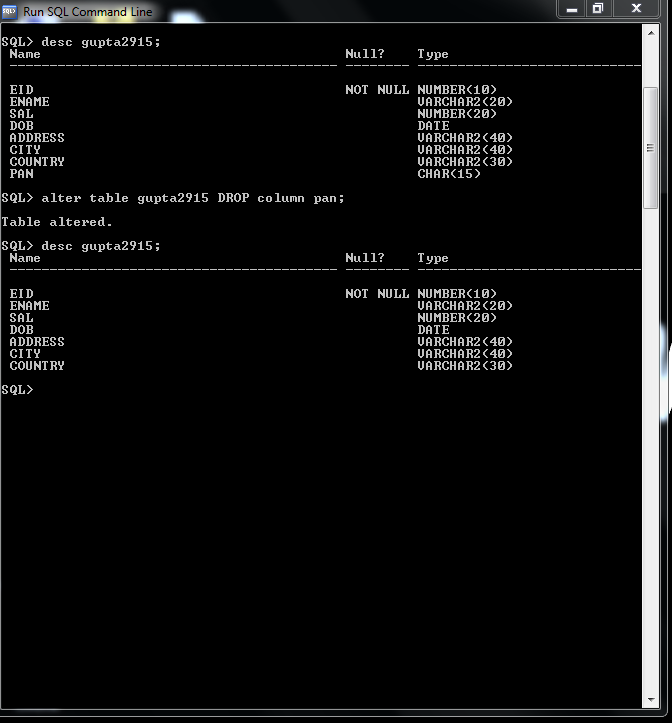 Run SQL Command Line
SQL> desc gupta2915;
Name Null? Type
----------------------------------------- -------- ----------------------------
EID NOT NULL NUMBER(10)
ENAME VARCHAR2(20)
SAL NUMBER(20)
DOB DATE
ADDRESS VARCHAR2(40)
CITY VARCHAR2(40)
COUNTRY VARCHAR2(30)
PAN CHAR(15)
SQL> alter table gupta2915 DROP column pan;
Table altered.
SQL> desc gupta2915;
Name Null? Type
----------------------------------------- -------- ----------------------------
EID NOT NULL NUMBER(10)
ENAME VARCHAR2(20)
SAL NUMBER(20)
DOB DATE
ADDRESS VARCHAR2(40)
CITY VARCHAR2(40)
COUNTRY VARCHAR2(30)
SQL>